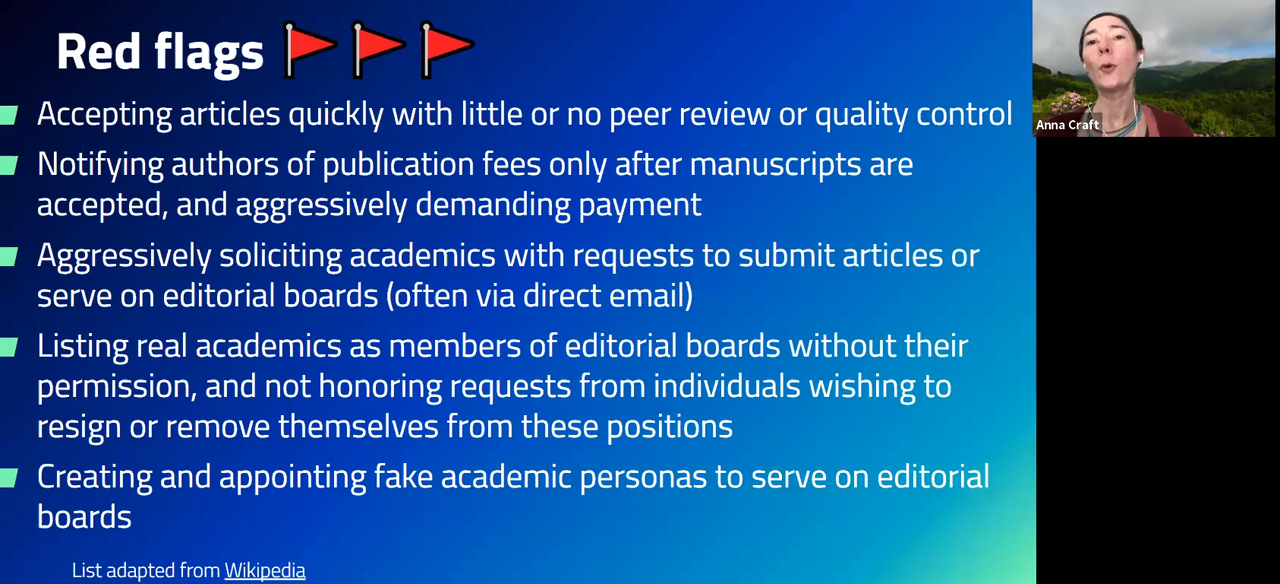 Red flags
Accepting articles quickly with little or no peer review or quality control
Notifying authors of publication fees only after manuscripts are
accepted, and aggressively demanding payment
Aggressively soliciting academics with requests to submit articles or
serve on editorial boards (often via direct email)
Listing real academics as members of editorial boards without their
permission, and not honoring requests from individuals wishing to
resign or remove themselves from these positions
Creating and appointing fake academic personas to serve on editorial
boards
List adapted from Wikipedia
Anna Craft